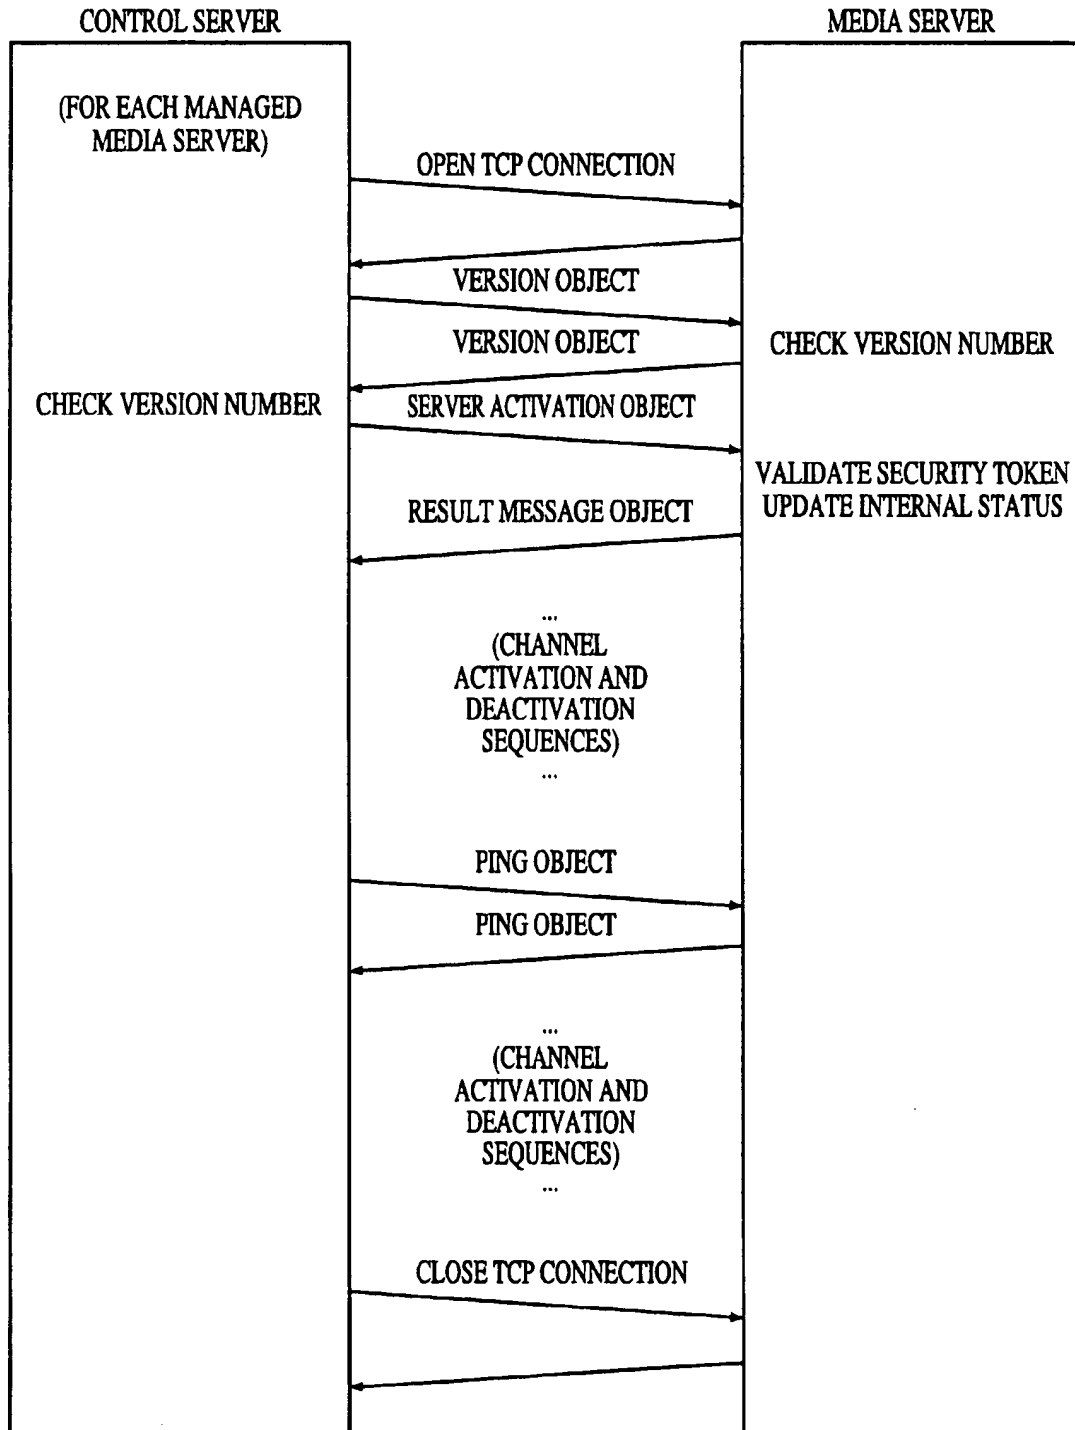 CONTROL SERVER
MEDIA SERVER
(FOR EACH MANAGED
MEDIA SERVER)
OPEN TCP CONNECTION
VERSION OBJECT
VERSION OBJECT
CHECK VERSION NUMBER
CHECK VERSION NUMBER
SERVER ACTIVATION OBJECT
VALIDATE SECURITY TOKEN
UPDATE INTERNAL STATUS
RESULT MESSAGE OBJECT
...
(CHANNEL
ACTIVATION AND
DEACTIVATION
SEQUENCES)
...
PING OBJECT
PING OBJECT
...
(CHANNEL
ACTIVATION AND
DEACTIVATION
SEQUENCES)
...
CLOSE TCP CONNECTION